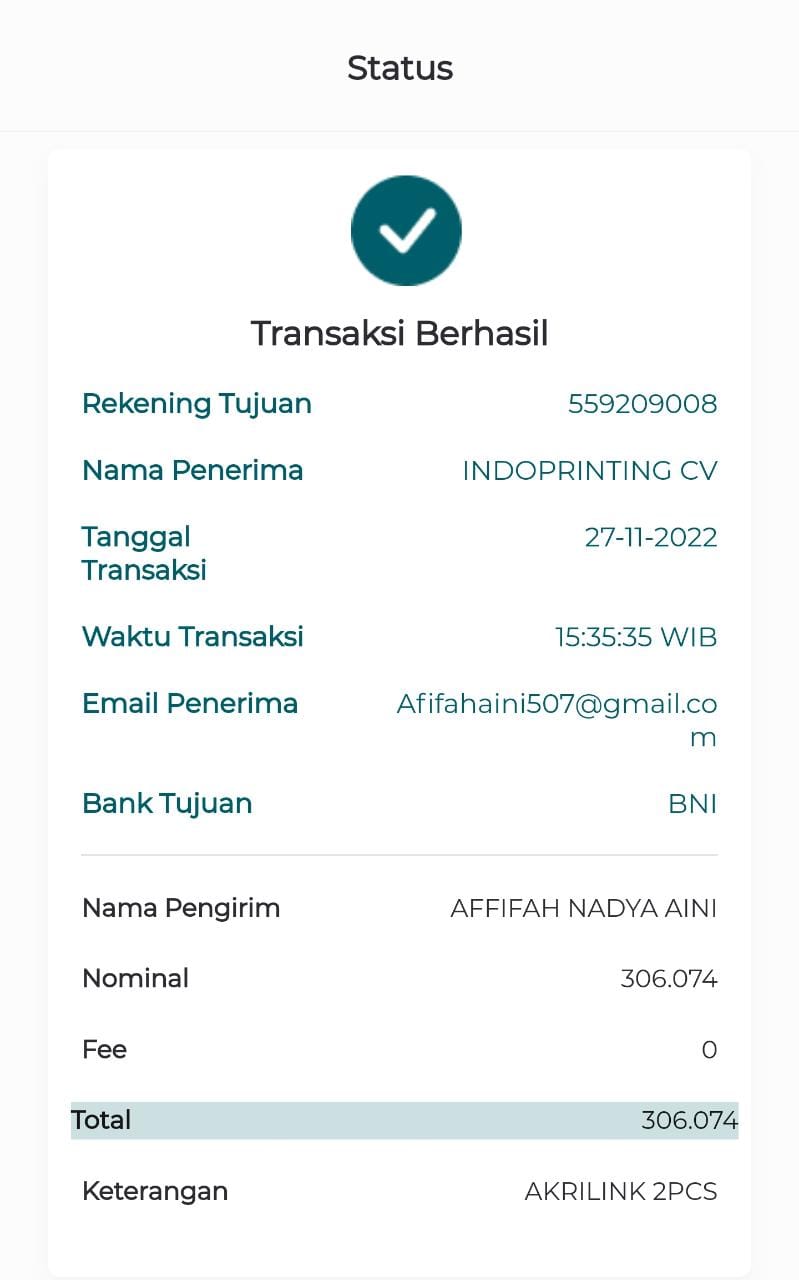 Status
Transaksi Berhasil
Rekening Tujuan 559209008
Nama Penerima INDOPRINTING CV
Tanggal 27-11-2022
Transaksi
Waktu Transaksi 15:35:35 WIB
Email Penerima Afifahaini507@gmail.co
m
Bank Tujuan BNI
Nama Pengirim AFFIFAH NADYA AINI
Nominal 306.074
Fee 0
Total 306.074
Keterangan AKRILINK 2PCS